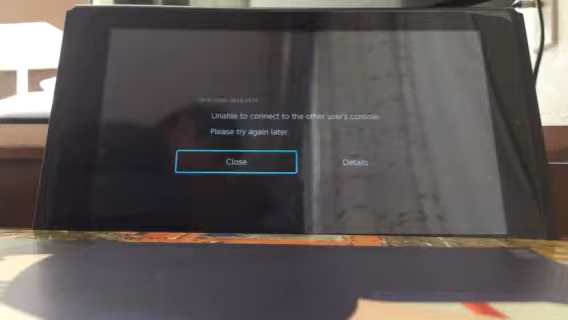 Unable to connect to the other user's console.
Please try again later.
Close
Details